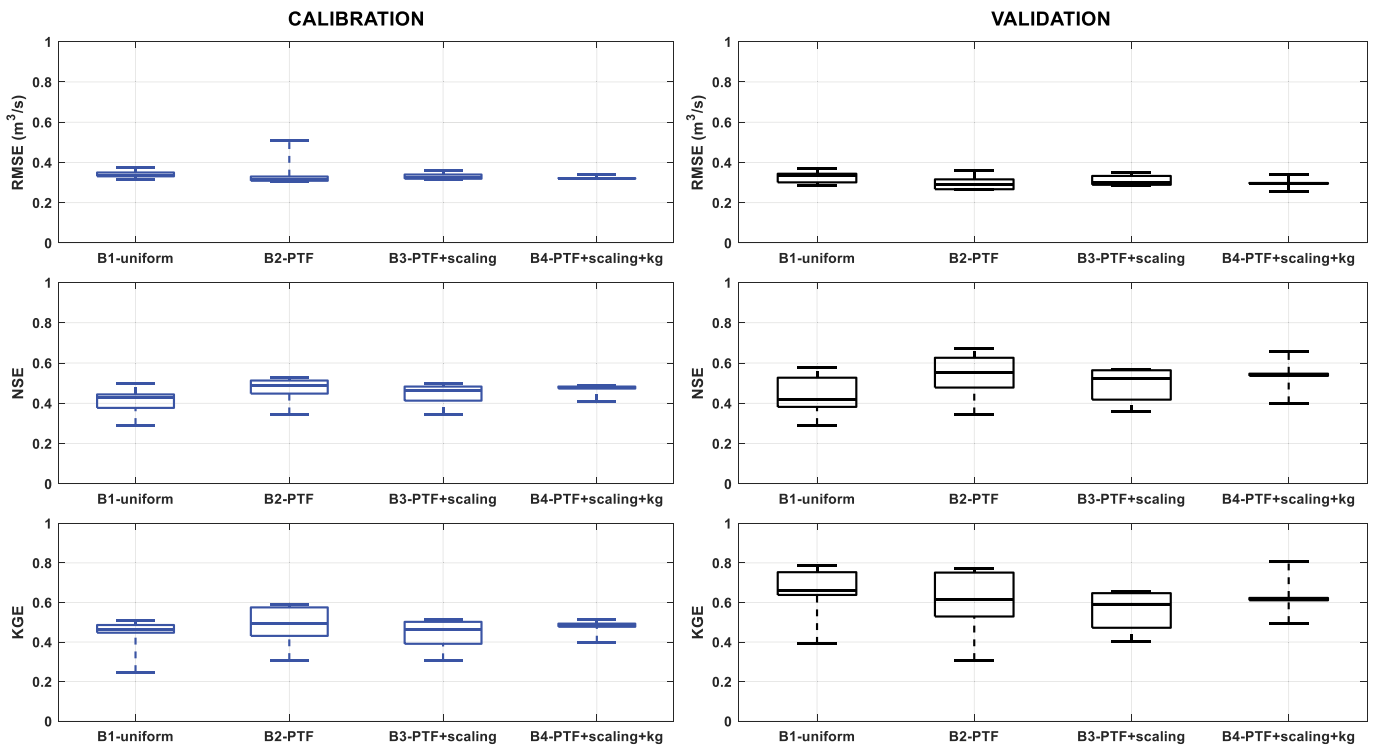 CALIBRATION
1
0.8
0.6
0.4
0.2
0
RMSE (m³/s)
B1-uniform B2-PTF B3-PTF+scaling B4-PTF+scaling+kg
1
0.8
0.6
0.4
0.2
0
NSE
B1-uniform B2-PTF B3-PTF+scaling B4-PTF+scaling+kg
1
0.8
0.6
0.4
0.2
0
KGE
B1-uniform B2-PTF B3-PTF+scaling B4-PTF+scaling+kg
VALIDATION
1
0.8
0.6
0.4
0.2
0
RMSE (m³/s)
B1-uniform B2-PTF B3-PTF+scaling B4-PTF+scaling+kg
1
0.8
0.6
0.4
0.2
0
NSE
B1-uniform B2-PTF B3-PTF+scaling B4-PTF+scaling+kg
1
0.8
0.6
0.4
0.2
0
KGE
B1-uniform B2-PTF B3-PTF+scaling B4-PTF+scaling+kg